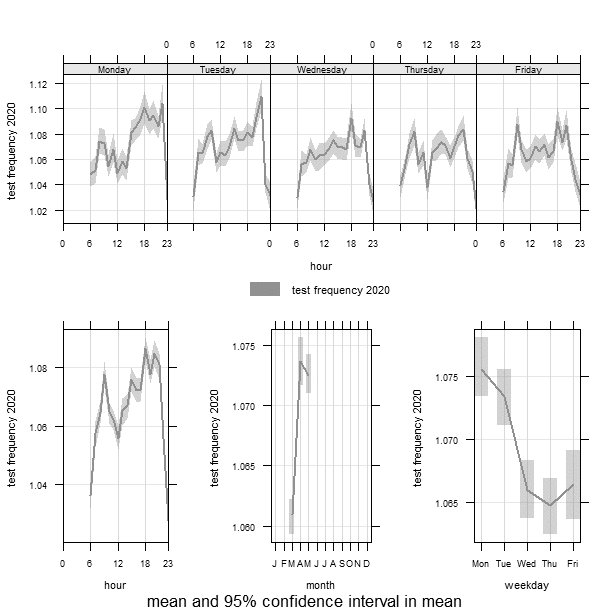 0 6 12 18 23 0 6 12 18 23
Monday Tuesday Wednesday Thursday Friday
test frequency 2020
1.12
1.10
1.08
1.06
1.04
1.02
0 6 12 18 23 0 6 12 18 23 0 6 12 18 23
hour
test frequency 2020
test frequency 2020
1.08
1.06
1.04
0 6 12 18 23
hour
test frequency 2020
1.075
1.070
1.065
1.060
J F M A M J J A S O N D
month
test frequency 2020
1.075
1.070
1.065
Mon Tue Wed Thu Fri
weekday
mean and 95% confidence interval in mean